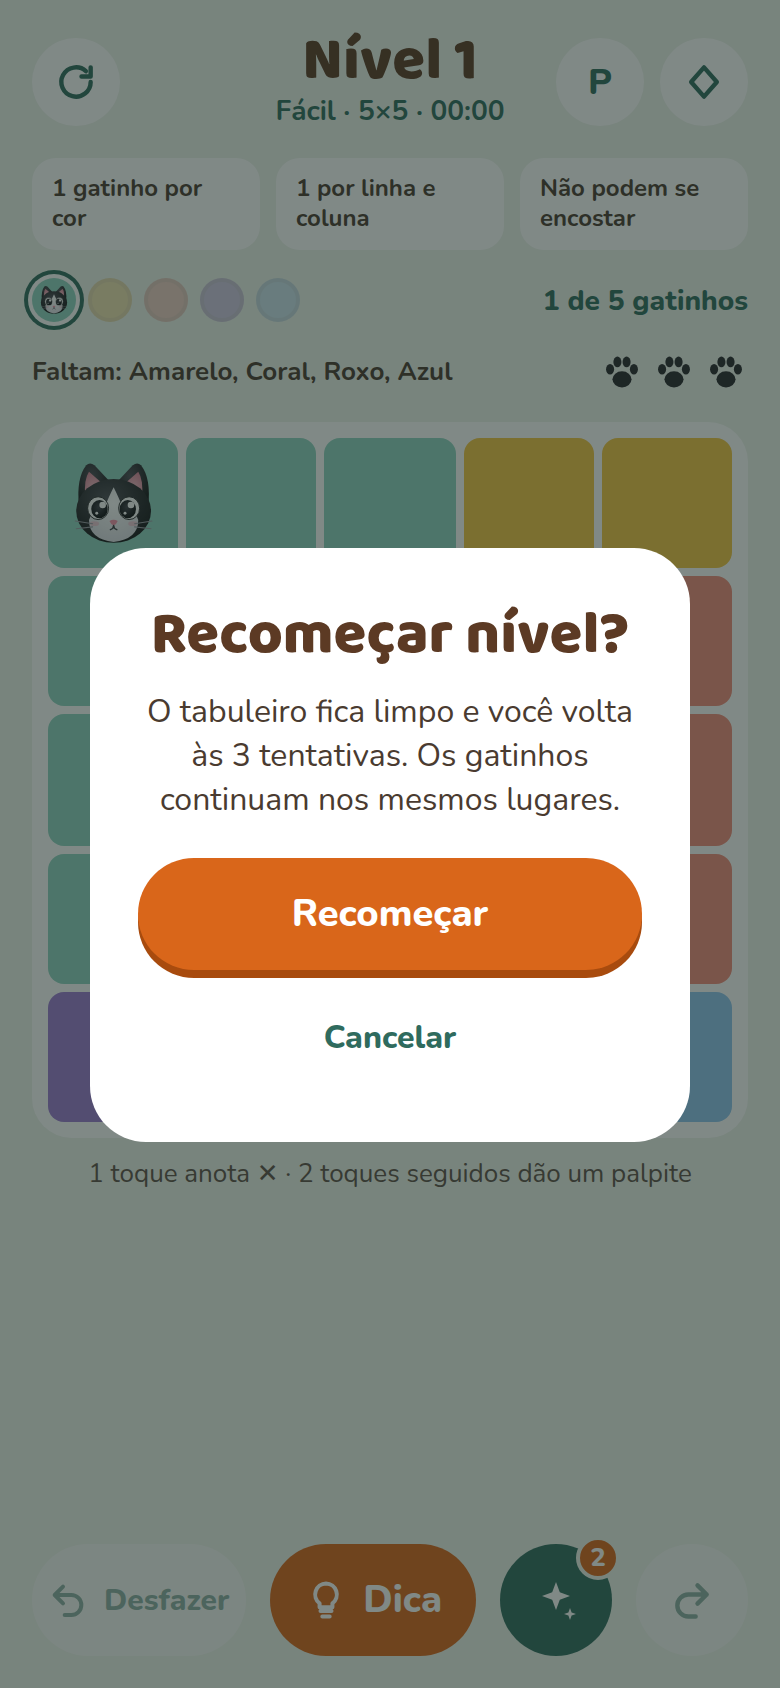 Nível 1
Fácil · 5×5 · 00:00
P
1 gatinho por
cor
1 por linha e
coluna
Não podem se
encostar
1 de 5 gatinhos
Faltam: Amarelo, Coral, Roxo, Azul
Recomeçar nível?
O tabuleiro fica limpo e você volta
às 3 tentativas. Os gatinhos
continuam nos mesmos lugares.
Recomeçar
Cancelar
1 toque anota ✕ · 2 toques seguidos dão um palpite
Desfazer
Dica
2